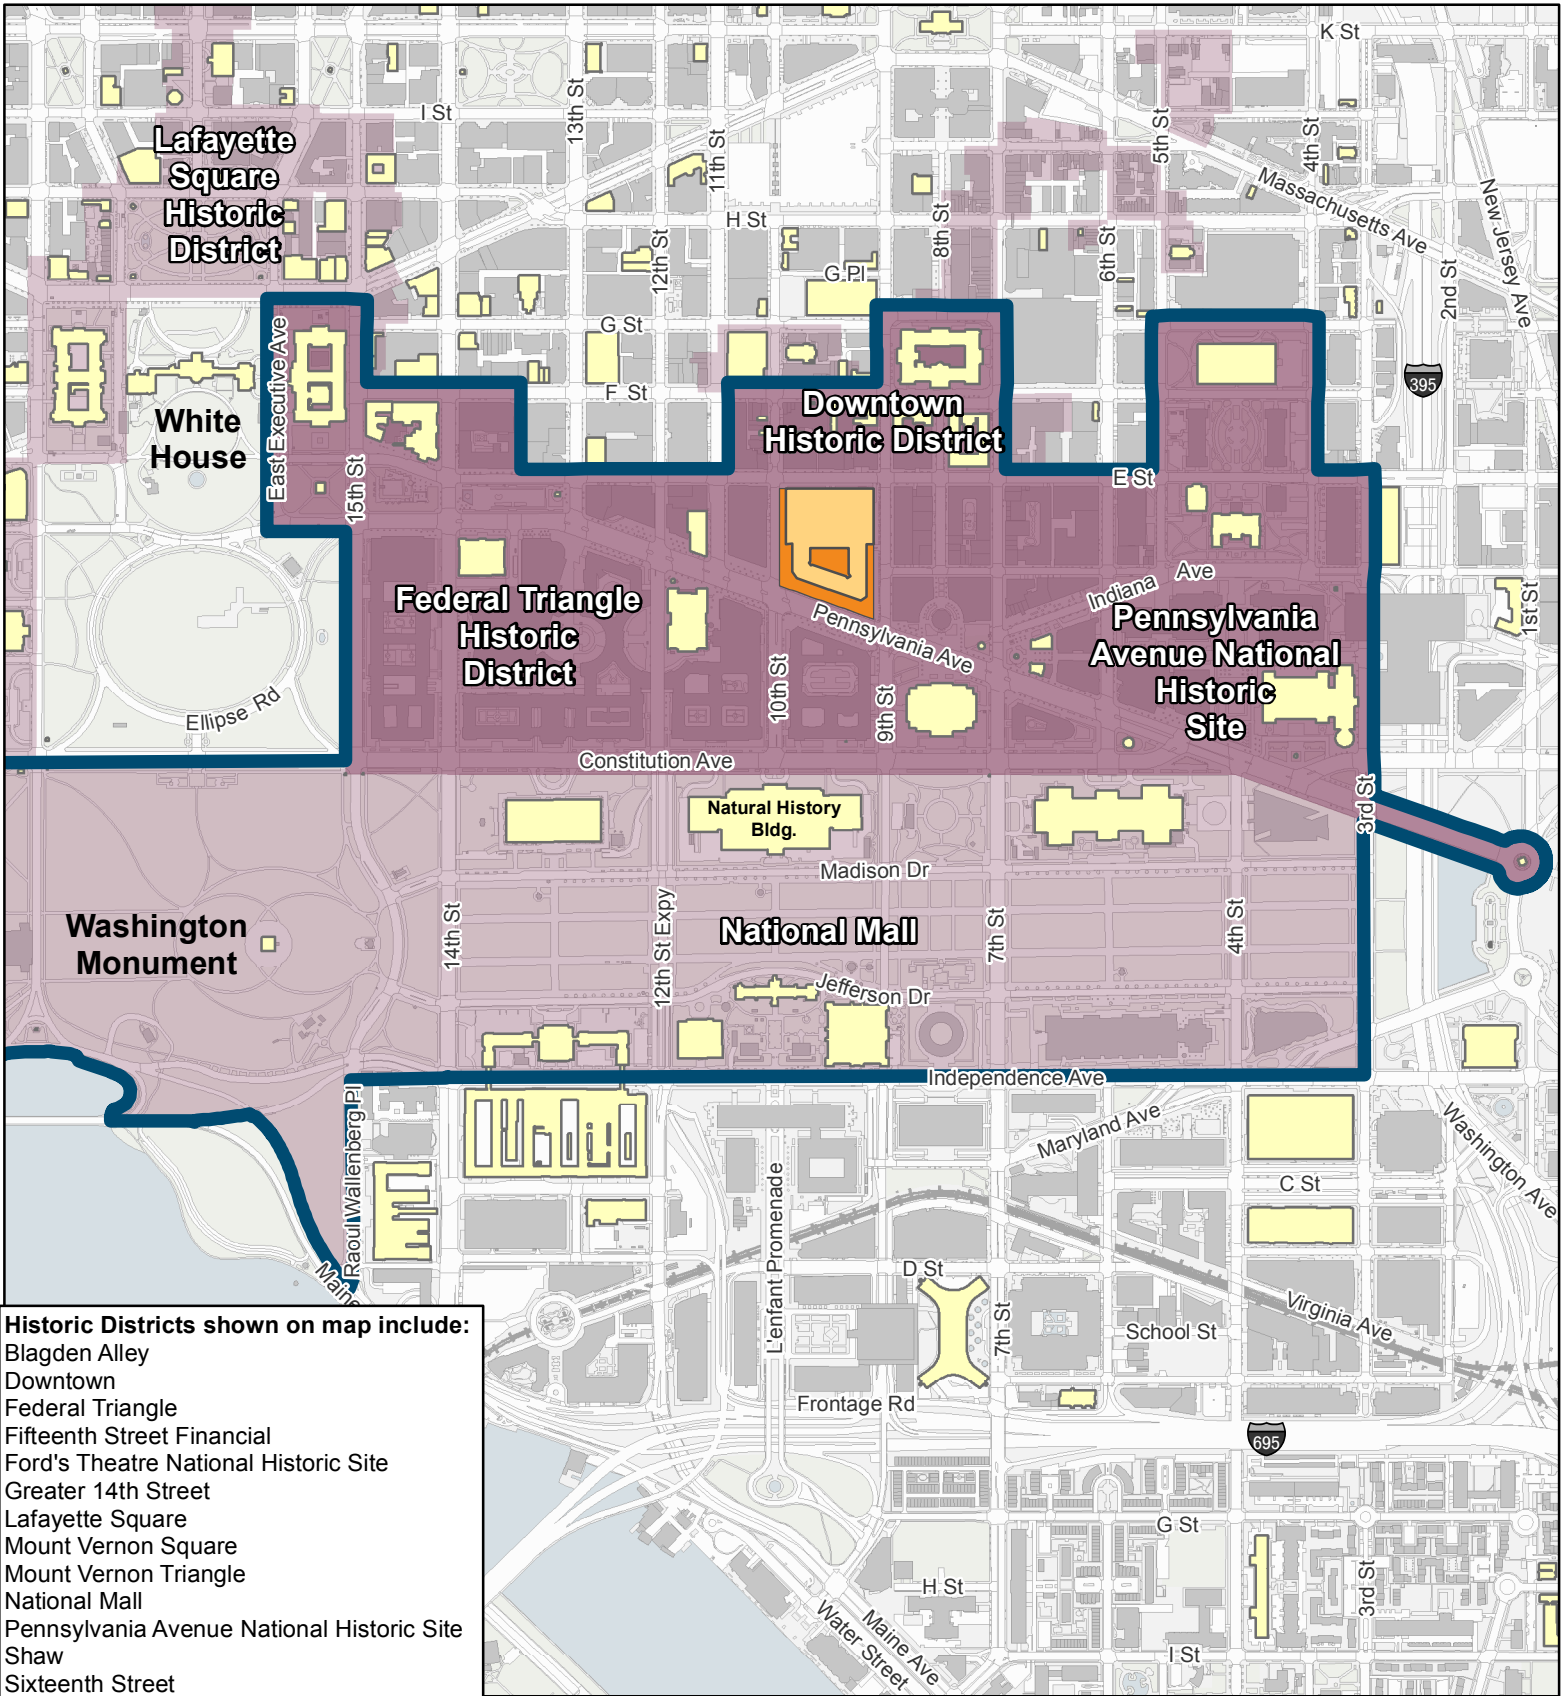 K St
I St
13th St
11th St
5th St
4th St
Lafayette
Square
Historic
District
Massachusetts Ave
New Jersey Ave
H St
12th St
8th St
6th St
2nd St
G Pl
G St
F St
395
East Executive Ave
White
House
15th St
Downtown
Historic District
E St
Federal Triangle
Historic
District
Indiana Ave
Pennsylvania Ave
Pennsylvania
Avenue National
Historic
Site
1st St
Ellipse Rd
10th St
9th St
Constitution Ave
3rd St
Natural History
Bldg.
Madison Dr
Washington
Monument
14th St
12th St Expy
National Mall
7th St
4th St
Jefferson Dr
Independence Ave
Raoul Wallenberg Pl
Maryland Ave
Washington Ave
C St
L'enfant Promenade
D St
Maine
Virginia Ave
7th St
School St
Frontage Rd
695
G St
H St
3rd St
Water Street
Maine Ave
I St
Historic Districts shown on map include:
Blagden Alley
Downtown
Federal Triangle
Fifteenth Street Financial
Ford's Theatre National Historic Site
Greater 14th Street
Lafayette Square
Mount Vernon Square
Mount Vernon Triangle
National Mall
Pennsylvania Avenue National Historic Site
Shaw
Sixteenth Street